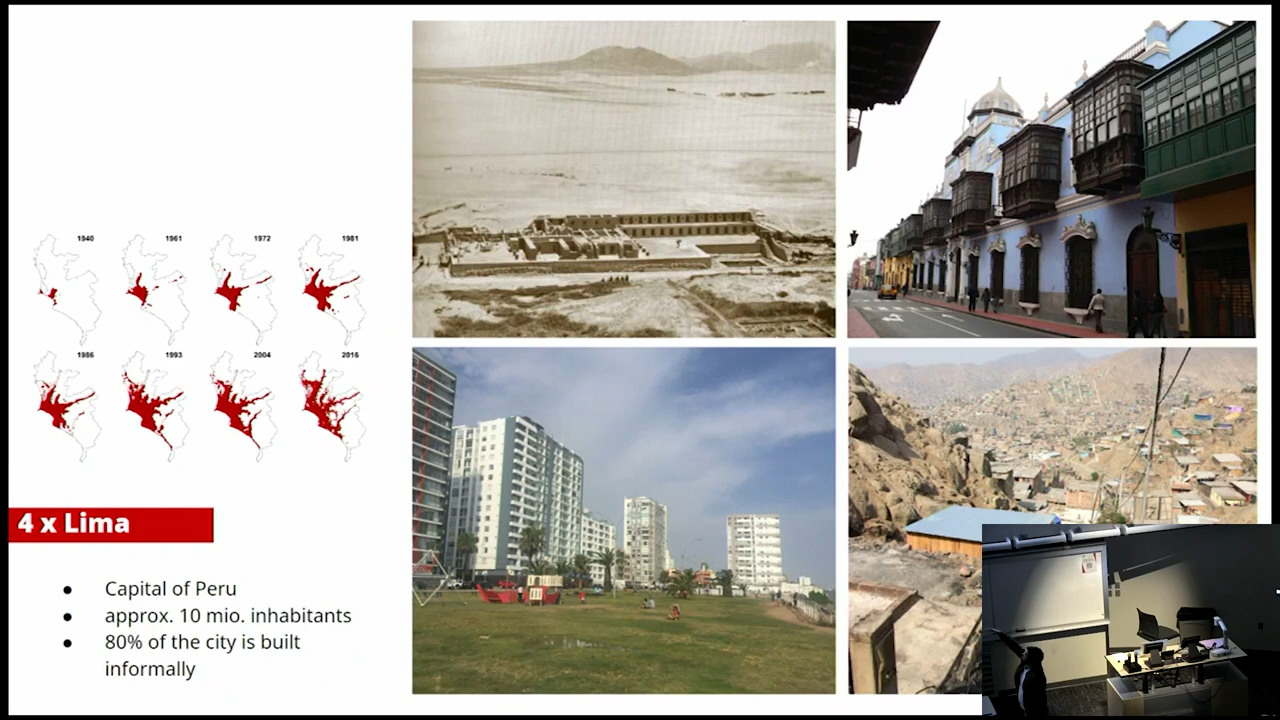 1940 1961 1972 1981
1986 1993 2004 2016
4 x Lima
● Capital of Peru
● approx. 10 mio. inhabitants
● 80% of the city is built
informally